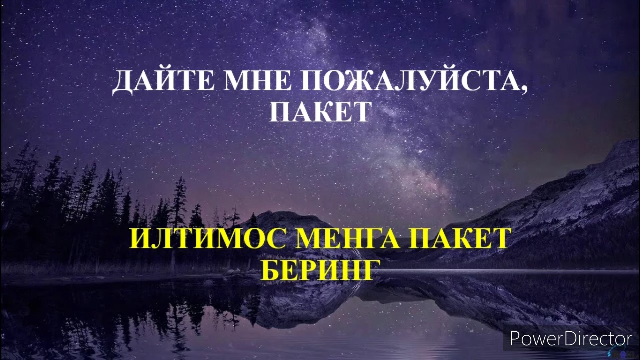 ДАЙТЕ МНЕ ПОЖАЛУЙСТА,
ПАКЕТ
ИЛТИМОС МЕНГА ПАКЕТ
БЕРИНГ
PowerDirector